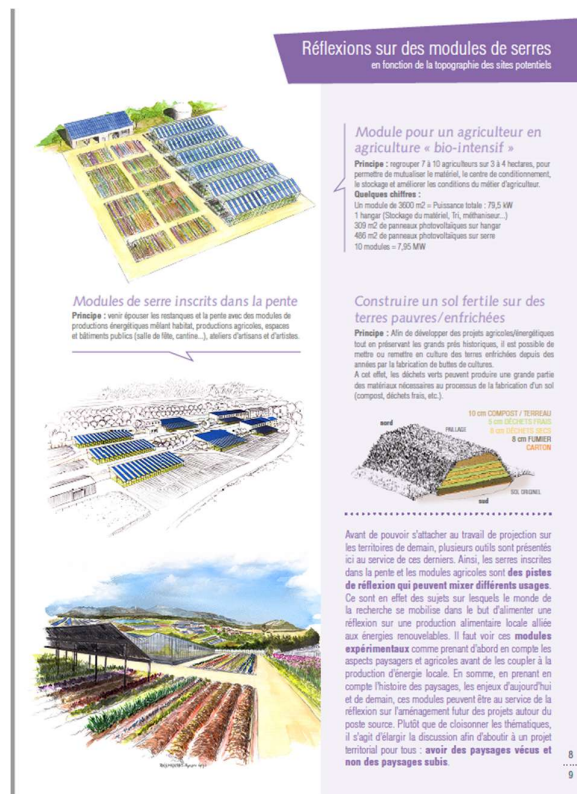 Réflexions sur des modules de serres
en fonction de la topographie des sites potentiels
Module pour un agriculteur en
agriculture « bio-intensif »
Principe : regrouper 7 à 10 agriculteurs sur 3 à 4 hectares, pour
permettre de mutualiser le matériel, le centre de conditionnement,
le stockage et améliorer les conditions du métier d'agriculteur.
Quelques chiffres :
Un module de 3600 m2 = Puissance totale : 79,5 kW
1 hangar (Stockage du matériel, Tri, méthaniseur...)
309 m2 de panneaux photovoltaïques sur hangar
486 m2 de panneaux photovoltaïques sur serre
10 modules = 7,95 MW
Modules de serre inscrits dans la pente
Principe : venir épouser les restanques et la pente avec des modules de
productions énergétiques mêlant habitat, productions agricoles, espaces
et bâtiments publics (salle de fête, cantine...), ateliers d'artisans et d'artistes.
Construire un sol fertile sur des
terres pauvres/enfrichées
Principe : Afin de développer des projets agricoles/énergétiques
tout en préservant les grands prés historiques, il est possible de
mettre ou remettre en culture des terres enfrichées depuis des
années par la fabrication de buttes de cultures.
A cet effet, les déchets verts peuvent produire une grande partie
des matériaux nécessaires au processus de la fabrication d'un sol
(compost, déchets frais, etc.).
10 cm COMPOST / TERREAU
5 cm DÉCHETS FRAIS
8 cm DÉCHETS SECS
8 cm FUMIER
CARTON
nord
PAILLAGE
SOL ORIGINEL
sud
Avant de pouvoir s'attacher au travail de projection sur
les territoires de demain, plusieurs outils sont présentés
ici au service de ces derniers. Ainsi, les serres inscrites
dans la pente et les modules agricoles sont des pistes
de réflexion qui peuvent mixer différents usages.
Ce sont en effet des sujets sur lesquels le monde de
la recherche se mobilise dans le but d'alimenter une
réflexion sur une production alimentaire locale alliée
aux énergies renouvelables. Il faut voir ces modules
expérimentaux comme prenant d'abord en compte les
aspects paysagers et agricoles avant de les coupler à la
production d'énergie locale. En somme, en prenant en
compte l'histoire des paysages, les enjeux d'aujourd'hui
et de demain, ces modules peuvent être au service de la
réflexion sur l'aménagement futur des projets autour du
poste source. Plutôt que de cloisonner les thématiques,
il s'agit d'élargir la discussion afin d'aboutir à un projet
territorial pour tous : avoir des paysages vécus et
non des paysages subis.
8
9